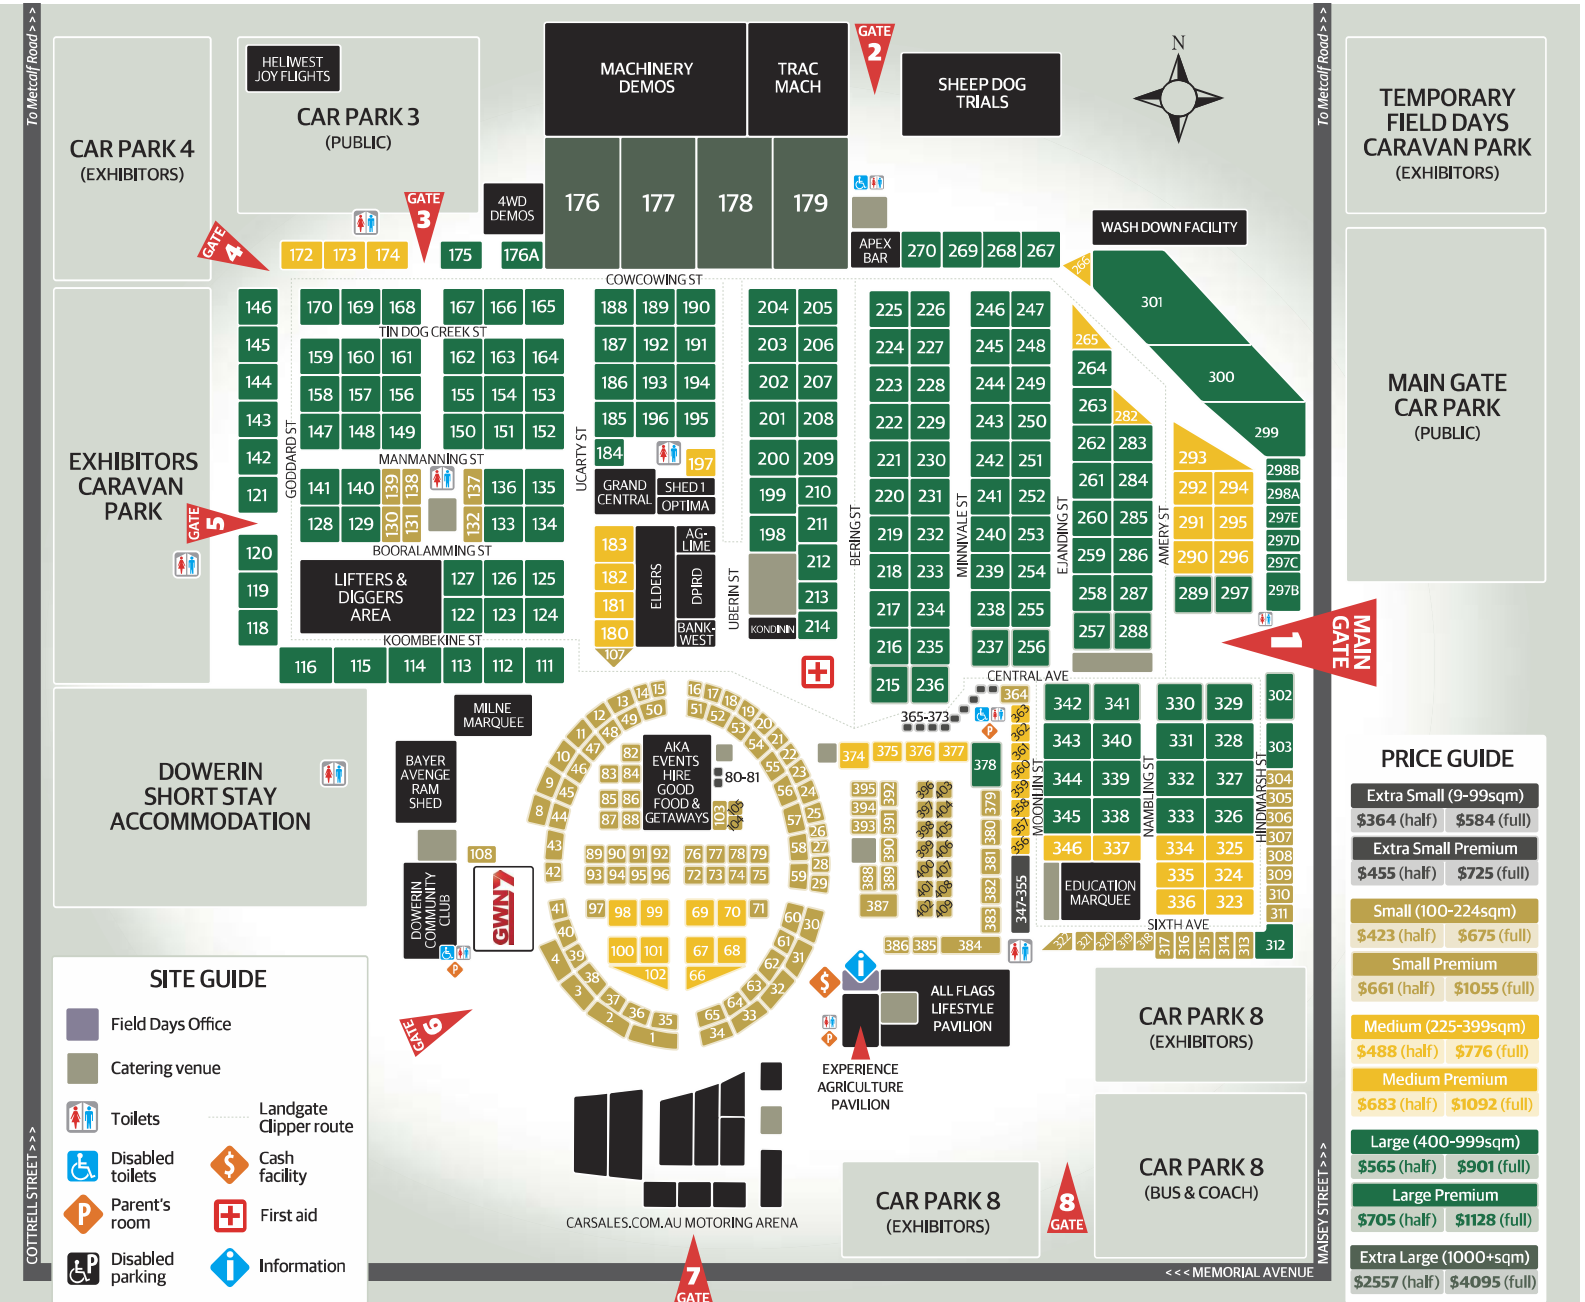 To Metcalf Road >>>
HELIWEST
JOY FLIGHTS
CAR PARK 3
(PUBLIC)
CAR PARK 4
(EXHIBITORS)
MACHINERY
DEMOS
TRAC
MACH
GATE
2
SHEEP DOG
TRIALS
N
To Metcalf Road >>>
TEMPORARY
FIELD DAYS
CARAVAN PARK
(EXHIBITORS)
GATE
3
GATE
4
4WD
DEMOS
176 177 178 179
172 173 174
175
176A
APEX
BAR
270 269 268 267
WASH DOWN FACILITY
266
301
300
299
COWCOWING ST
MAIN GATE
CAR PARK
(PUBLIC)
EXHIBITORS
CARAVAN
PARK
GATE
5
146
145
144
143
142
121
120
119
118
GODDARD ST
170 169 168 167 166 165
TIN DOG CREEK ST
159 160 161 162 163 164
158 157 156 155 154 153
147 148 149 150 151 152
MANMANNING ST
141 140 139 138 137 136 135
128 129 130 131 132 133 134
BOORALAMMING ST
LIFTERS &
DIGGERS
AREA
127 126 125
122 123 124
KOOMBEKINE ST
116 115 114 113 112 111
UCARTY ST
188 189 190
187 192 191
186 193 194
185 196 195
184
197
GRAND
CENTRAL
SHED 1
OPTIMA
183
182
181
180
107
ELDERS
AG-
LIME
DPIRD
BANK-
WEST
UBERIN ST
204 205
203 206
202 207
201 208
200 209
199 210
198 211
212
213
KONDININ 214
BERING ST
225 226
224 227
223 228
222 229
221 230
220 231
219 232
218 233
217 234
216 235
215 236
MINNIVALE ST
246 247
245 248
244 249
243 250
242 251
241 252
240 253
239 254
238 255
237 256
EJANDING ST
265
264
263 282
262 283
261 284
260 285
259 286
258 287
257 288
AMERY ST
293
292 294
291 295
290 296
289 297
298B
298A
297E
297D
297C
297B
1
MAIN
GATE
CENTRAL AVE
DOWERIN
SHORT STAY
ACCOMMODATION
MILNE
MARQUEE
BAYER
AVENGE
RAM
SHED
108
DOWERIN
COMMUNITY
CLUB
GWNY
GATE
6
12 13 14 15 16 17 18 19 20
11 48 49 50 51 52 53 21
10 47 54 22
9 46 55 23
8 45 56 24
44 57 25
43 58 26
42 59 27
28
29
82
83 84
85 86
87 88
AKA
EVENTS
HIRE
GOOD
FOOD &
GETAWAYS
80-81
103 104 105
89 90 91 92 76 77 78 79
93 94 95 96 72 73 74 75
41 97 98 99 69 70 71 60 30
40 100 101 67 68 61 31
4 39 102 66 62 32
3 38 63 33
2 37 36 35 65 64 34
1
365-373
364
363
362
361
360
359
358
357
356
347-355
374 375 376 377
378
395 392
394 391
393 390
388 389
387
396 403
397 404
398 405
399 406
400 407
401 408
402 409
379
380
381
382
383
386 385 384
MOONIJIN ST
342 341
343 340
344 339
345 338
346 337
EDUCATION
MARQUEE
NAMBLING ST
330 329
331 328
332 327
333 326
334 325
335 324
336 323
HINDMARSH ST
302
303
304
305
306
307
308
309
310
311
312
SIXTH AVE
322 321 320 319 318 317 316 315 314 313
ALL FLAGS
LIFESTYLE
PAVILION
EXPERIENCE
AGRICULTURE
PAVILION
CAR PARK 8
(EXHIBITORS)
CAR PARK 8
(BUS & COACH)
CAR PARK 8
(EXHIBITORS)
8
GATE
CARSALES.COM.AU MOTORING ARENA
7
GATE
COTTRELL STREET >>>
MAISEY STREET >>>
<<< MEMORIAL AVENUE
SITE GUIDE
Field Days Office
Catering venue
Toilets
Landgate
Clipper route
Disabled
toilets
Cash
facility
Parent's
room
First aid
Disabled
parking
Information
PRICE GUIDE
Extra Small (9-99sqm)
$364 (half) $584 (full)
Extra Small Premium
$455 (half) $725 (full)
Small (100-224sqm)
$423 (half) $675 (full)
Small Premium
$661 (half) $1055 (full)
Medium (225-399sqm)
$488 (half) $776 (full)
Medium Premium
$683 (half) $1092 (full)
Large (400-999sqm)
$565 (half) $901 (full)
Large Premium
$705 (half) $1128 (full)
Extra Large (1000+sqm)
$2557 (half) $4095 (full)